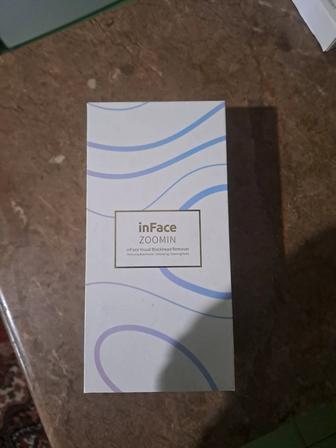 inFace
ZOOMIN
inFace Visual Blackhead Remover